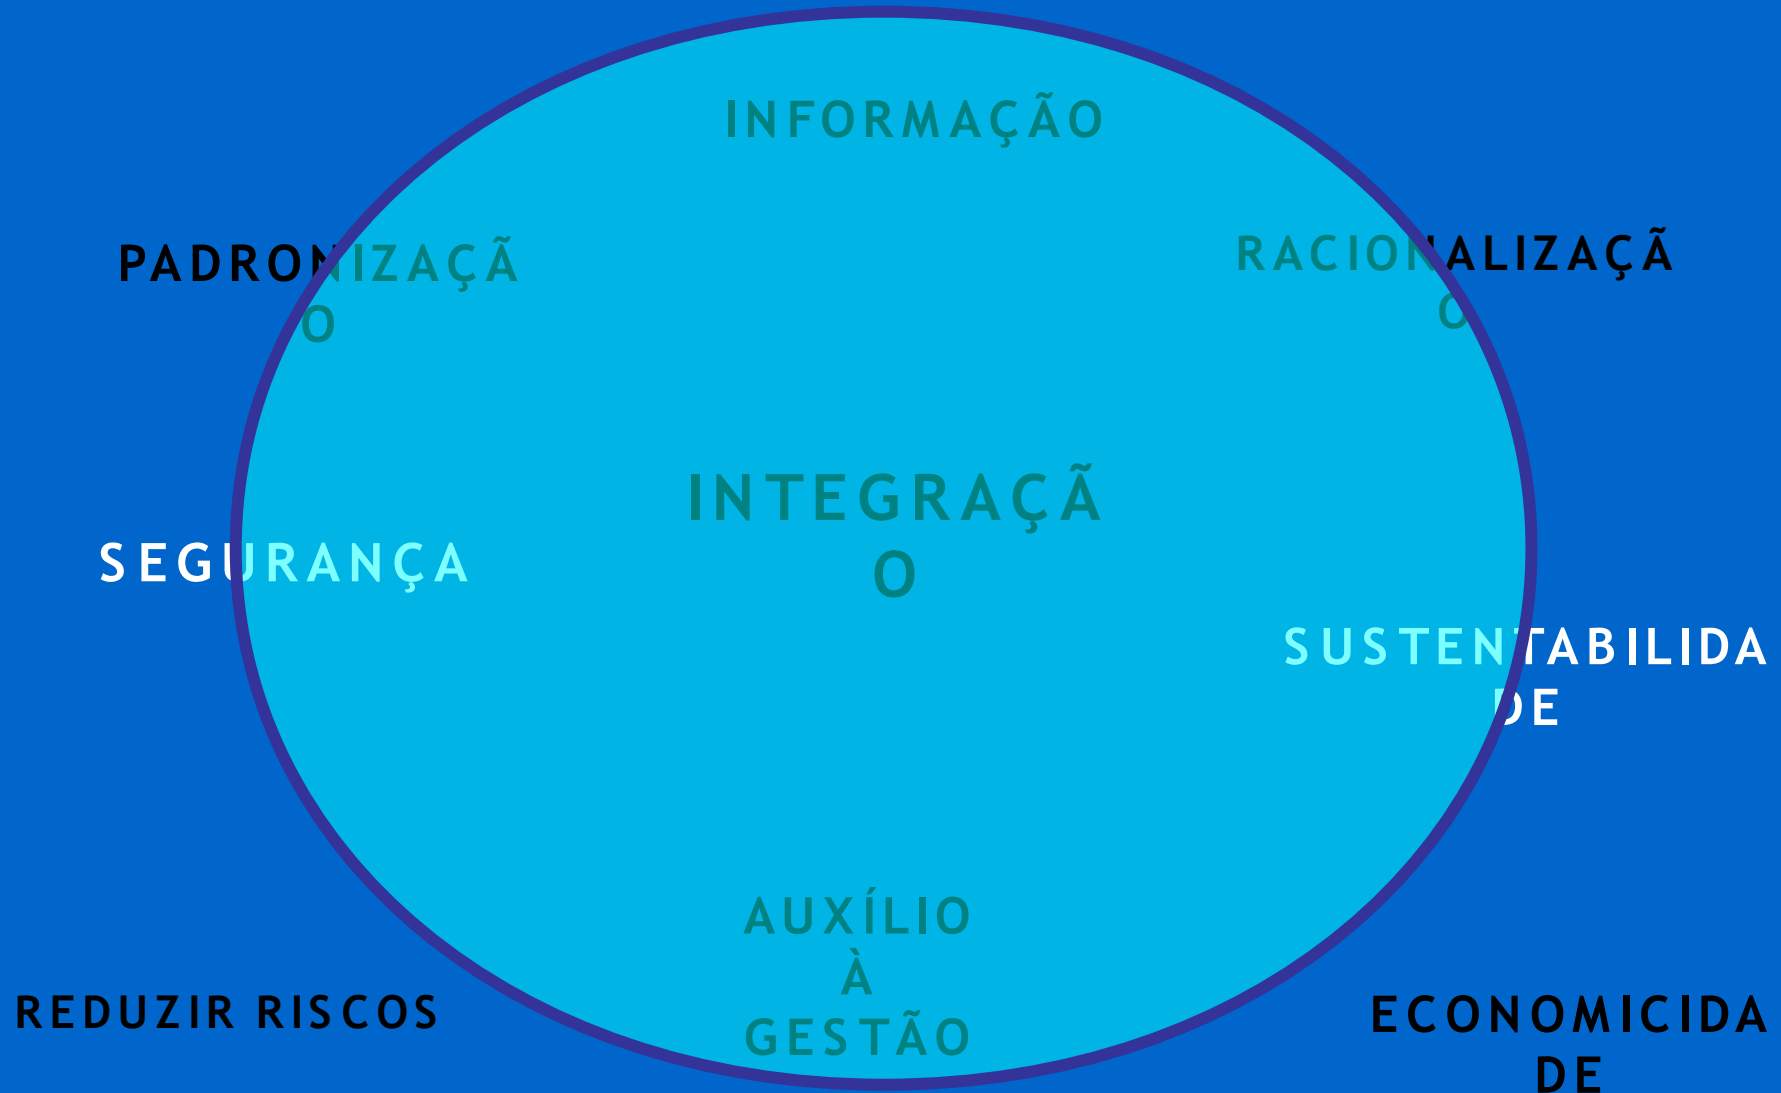 INFORMAÇÃO
PADRONIZAÇÃ
O
RACIONALIZAÇÃ
O
INTEGRAÇÃ
O
SEGURANÇA
SUSTENTABILIDA
DE
AUXÍLIO
À
GESTÃO
REDUZIR RISCOS
ECONOMICIDA
DE